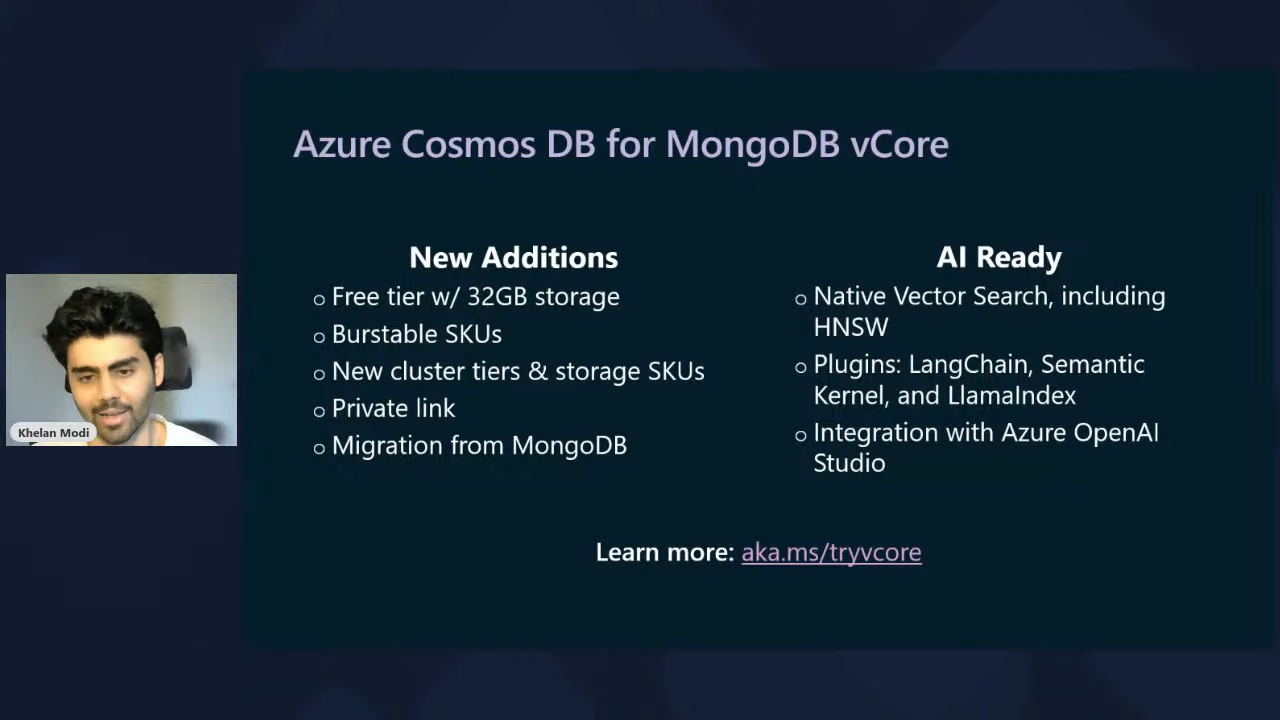 Azure Cosmos DB for MongoDB vCore
New Additions
o Free tier w/ 32GB storage
o Burstable SKUs
o New cluster tiers & storage SKUs
o Private link
o Migration from MongoDB
AI Ready
o Native Vector Search, including
HNSW
o Plugins: LangChain, Semantic
Kernel, and LlamaIndex
o Integration with Azure OpenAI
Studio
Learn more: aka.ms/tryvcore
Khelan Modi